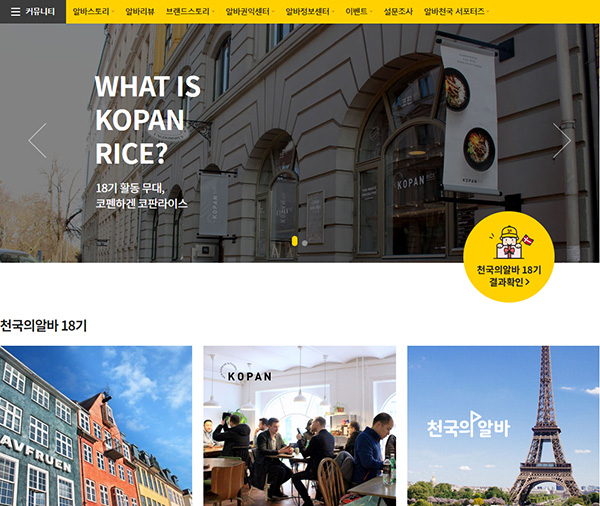 커뮤니티 알바스토리 알바리뷰 브랜드스토리 알바권익센터 알바정보센터 이벤트 설문조사 알바천국 서포터즈
WHAT IS
KOPAN
RICE?
18기 활동 무대,
코펜하겐 코판라이스
KOPAN
천국의알바 18기
결과확인 >
천국의알바 18기
AVFRUEN
KOPAN
천국의알바